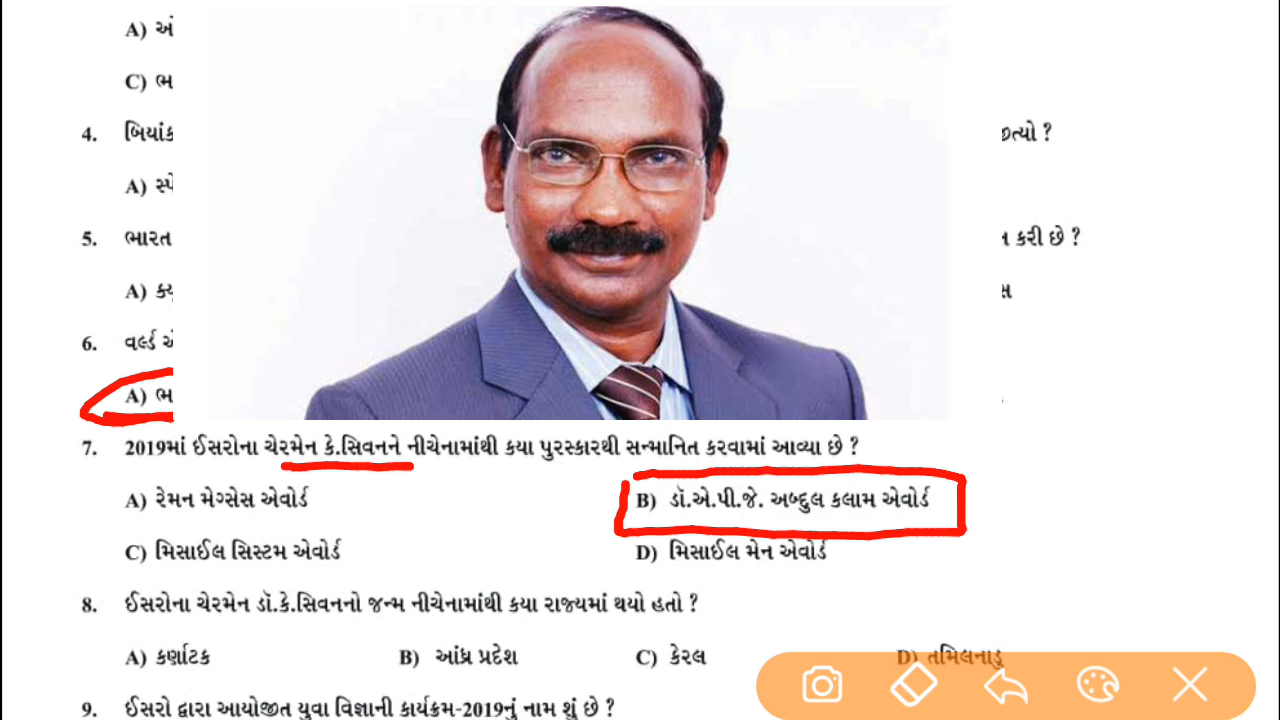 A)
C)
4. જીત્યો ?
A)
5. ભારત કરી છે ?
A)
6. વર્લ્ડ
A)
7. 2019માં ઈસરોના ચેરમેન કે.સિવનને નીચેનામાંથી કયા પુરસ્કારથી સન્માનિત કરવામાં આવ્યા છે ?
A) રેમન મેગ્સેસ એવોર્ડ B) ડૉ.એ.પી.જે. અબ્દુલ કલામ એવોર્ડ
C) મિસાઈલ સિસ્ટમ એવોર્ડ D) મિસાઈલ મેન એવોર્ડ
8. ઈસરોના ચેરમેન ડૉ.કે.સિવનનો જન્મ નીચેનામાંથી કયા રાજ્યમાં થયો હતો ?
A) કર્ણાટક B) આંધ્ર પ્રદેશ C) કેરલ D) તમિલનાડુ
9. ઈસરો દ્વારા આયોજીત યુવા વિજ્ઞાની કાર્યક્રમ-2019નું નામ શું છે ?